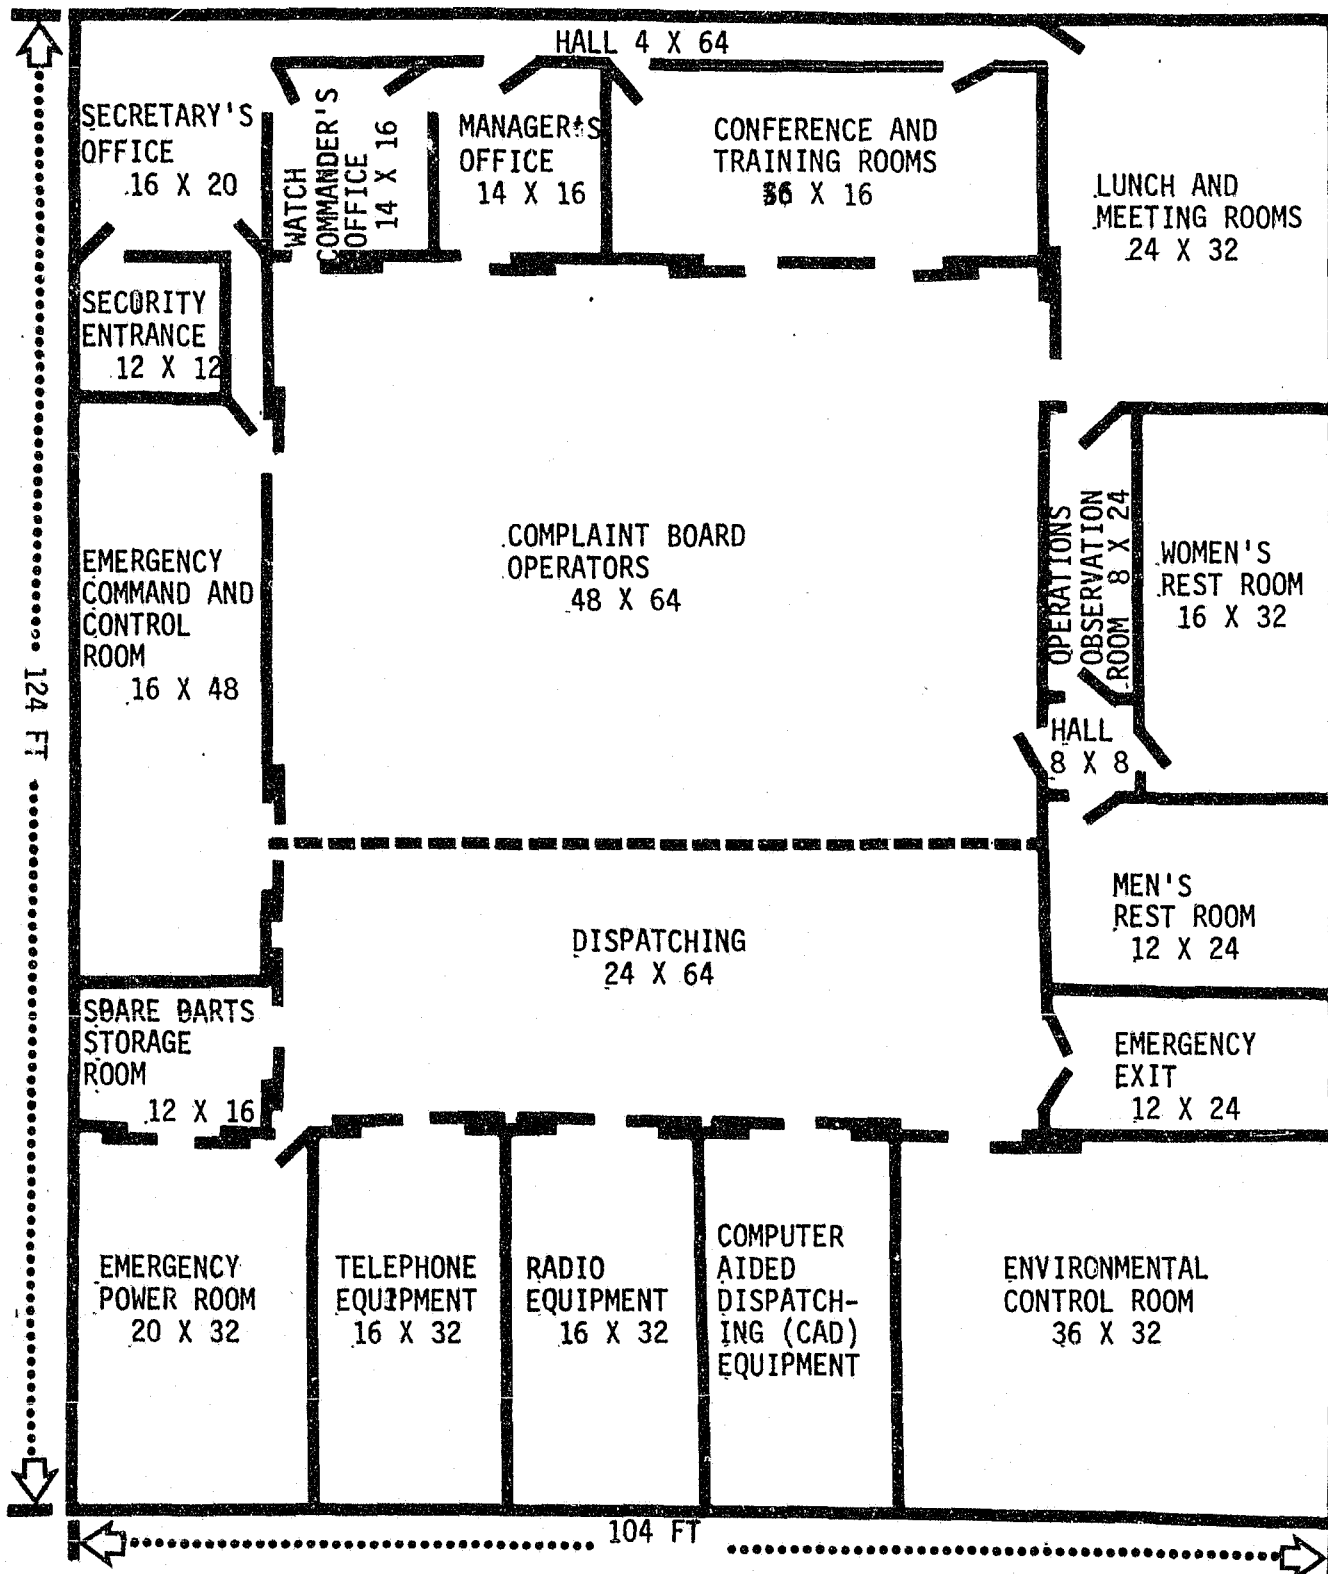 HALL 4 X 64
SECRETARY'S
OFFICE
16 X 20
WATCH
COMMANDER'S
OFFICE
14 X 16
MANAGER'S
OFFICE
14 X 16
CONFERENCE AND
TRAINING ROOMS
36 X 16
LUNCH AND
MEETING ROOMS
24 X 32
SECURITY
ENTRANCE
12 X 12
EMERGENCY
COMMAND AND
CONTROL
ROOM
16 X 48
COMPLAINT BOARD
OPERATORS
48 X 64
OPERATIONS
OBSERVATION
ROOM 8 X 24
WOMEN'S
REST ROOM
16 X 32
HALL
8 X 8
124 FT
DISPATCHING
24 X 64
MEN'S
REST ROOM
12 X 24
SPARE PARTS
STORAGE
ROOM
12 X 16
EMERGENCY
EXIT
12 X 24
EMERGENCY
POWER ROOM
20 X 32
TELEPHONE
EQUIPMENT
16 X 32
RADIO
EQUIPMENT
16 X 32
COMPUTER
AIDED
DISPATCH-
ING (CAD)
EQUIPMENT
ENVIRONMENTAL
CONTROL ROOM
36 X 32
104 FT